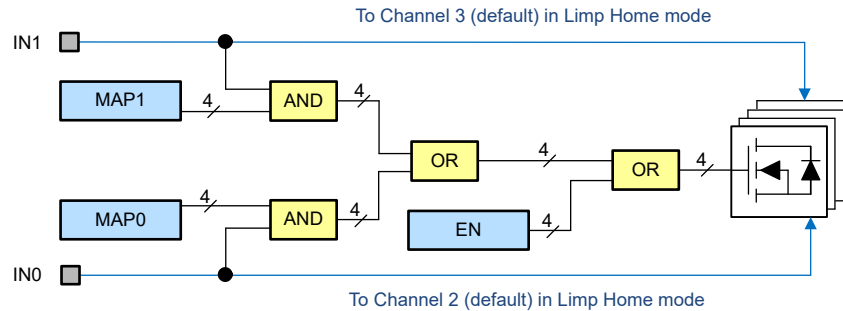 To Channel 3 (default) in Limp Home mode
IN1
MAP1
4
AND
4
OR
4
OR
4
MAP0
4
AND
4
EN
4
IN0
To Channel 2 (default) in Limp Home mode